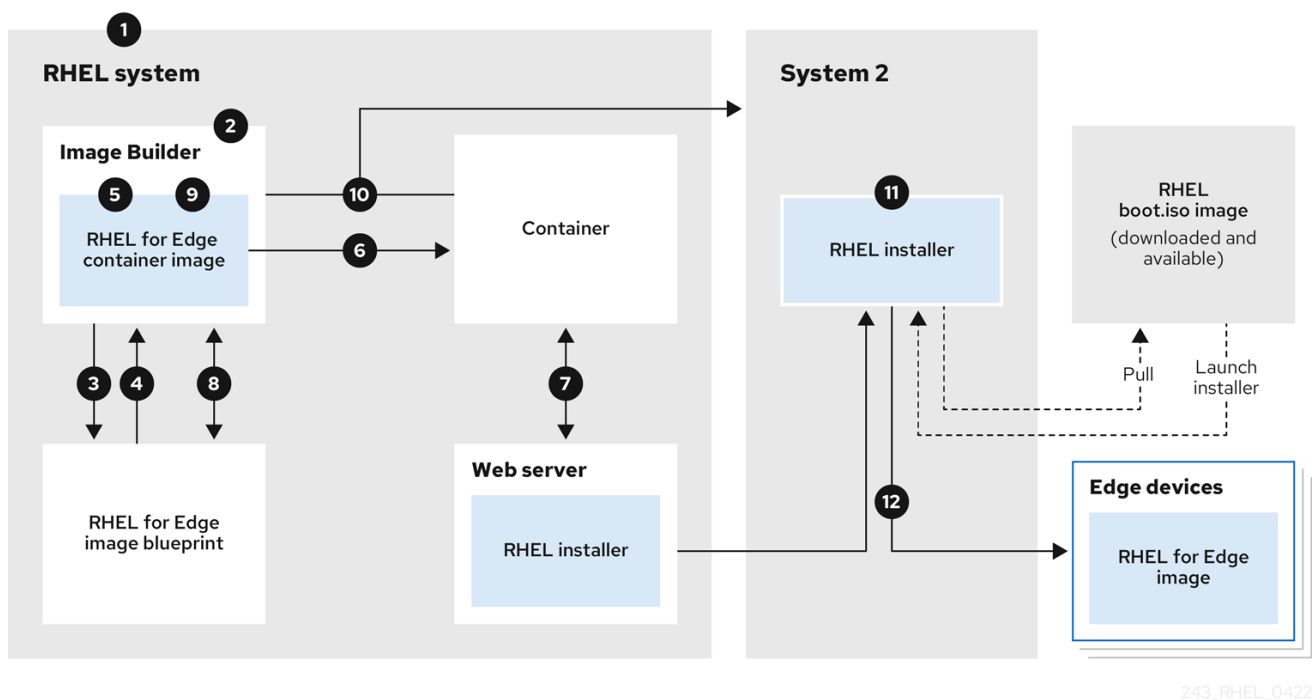 1
RHEL system
System 2
2
Image Builder
5
9
RHEL for Edge
container image
10
6
Container
11
RHEL installer
RHEL
boot.iso image
(downloaded and
available)
3
4
8
7
Pull
Launch
installer
RHEL for Edge
image blueprint
Web server
RHEL installer
12
Edge devices
RHEL for Edge
image
243_RHEL_0422